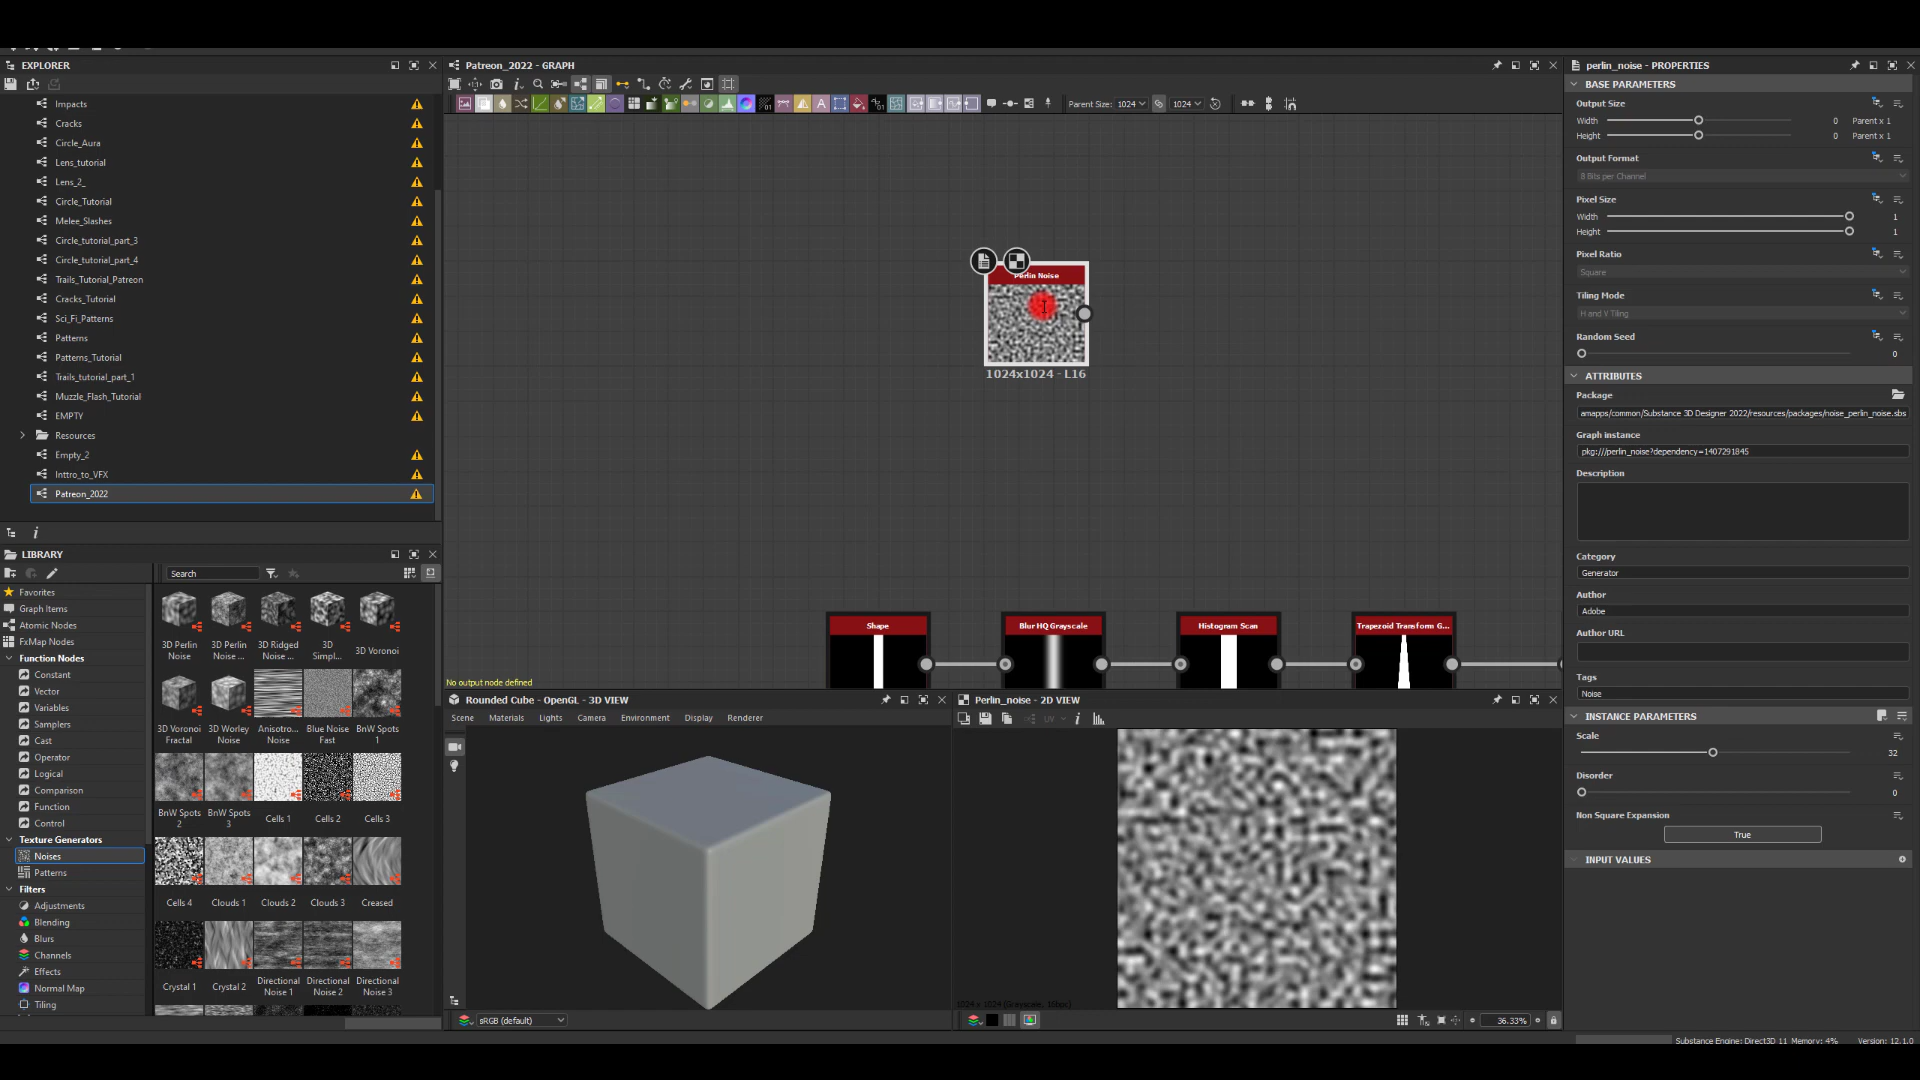 EXPLORER
Impacts
Cracks
Circle_Aura
Lens_tutorial
Lens_2_
Circle_Tutorial
Melee_Slashes
Circle_tutorial_part_3
Circle_tutorial_part_4
Trails_Tutorial_Patreon
Cracks_Tutorial
Sci_Fi_Patterns
Patterns
Patterns_Tutorial
Trails_tutorial_part_1
Muzzle_Flash_Tutorial
EMPTY
Resources
Empty_2
Inttro_to_VFX
Patreon_2022
LIBRARY
Search
Favorites
Graph Items
Atomic Nodes
FxMap Nodes
Function Nodes
Constant
Vector
Variables
Samplers
Cast
Operator
Logical
Comparison
Function
Control
Texture Generators
Noises
Patterns
Filters
Adjustments
Blending
Blurs
Channels
Effects
Normal Map
Tiling
3D Perlin Noise
3D Perlin Noise ...
3D Ridged Noise ...
3D Simpl...
3D Voronoi
3D Voronoi Fractal
3D Worley Noise
Anisotro... Noise
Blue Noise Fast
BnW Spots 1
BnW Spots 2
BnW Spots 3
Cells 1
Cells 2
Cells 3
Cells 4
Clouds 1
Clouds 2
Clouds 3
Creased
Crystal 1
Crystal 2
Directional Noise 1
Directional Noise 2
Directional Noise 3
Patreon_2022 - GRAPH
Parent Size: 1024
1024
Perlin Noise
1024x1024 - L16
Shape
Blur HQ Grayscale
Histogram Scan
Trapezoid Transform G...
No output node defined
Rounded Cube - OpenGL - 3D VIEW
Scene Materials Lights Camera Environment Display Renderer
sRGB (default)
Perlin_noise - 2D VIEW
UV
1024 x 1024 (Grayscale, 16bpc)
36.33%
perlin_noise - PROPERTIES
BASE PARAMETERS
Output Size
Width 0 Parent x 1
Height 0 Parent x 1
Output Format
8 Bits per Channel
Pixel Size
Width 1
Height 1
Pixel Ratio
Square
Tiling Mode
H and V Tiling
Random Seed
0
ATTRIBUTES
Package
amapps/common/Substance 3D Designer 2022/resources/packages/noise_perlin_noise.sbs
Graph instance
pkg:///perlin_noise?dependency=1407291845
Description
Category
Generator
Author
Adobe
Author URL
Tags
Noise
INSTANCE PARAMETERS
Scale
32
Disorder
0
Non Square Expansion
True
INPUT VALUES
Substance Engine: Direct3D 11 Memory: 4% Version: 12.1.0